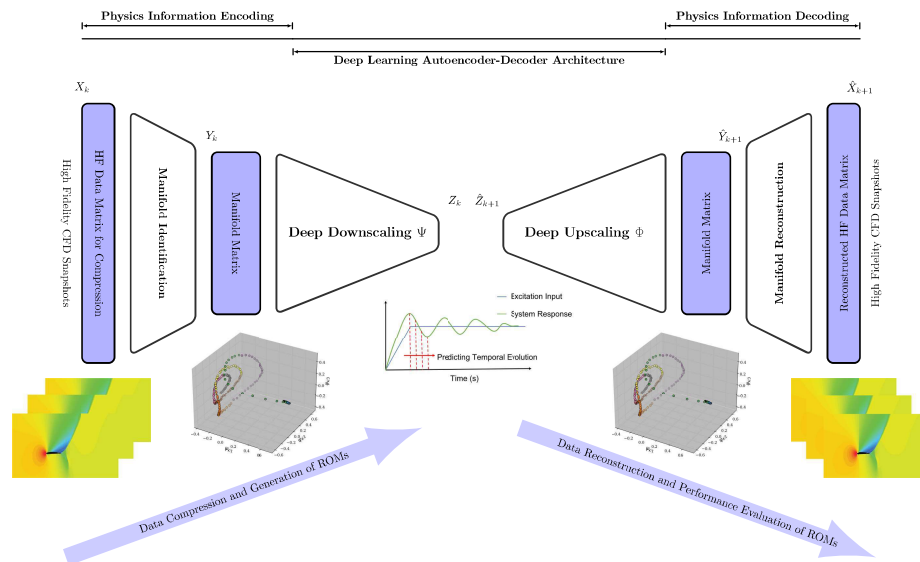 Physics Information Encoding
Physics Information Decoding
Deep Learning Autoencoder-Decoder Architecture
X_k
High Fidelity CFD Snapshots
HF Data Matrix for Compression
Manifold Identification
Y_k
Manifold Matrix
Deep Downscaling Ψ
Z_k
Ẑ_{k+1}
Deep Upscaling Φ
Ŷ_{k+1}
Manifold Matrix
Manifold Reconstruction
X̂_{k+1}
Reconstructed HF Data Matrix
High Fidelity CFD Snapshots
Excitation Input
System Response
Predicting Temporal Erolution
Time (s)
Data Compression and Generation of ROMs
Data Reconstruction and Performance Evaluation of ROMs